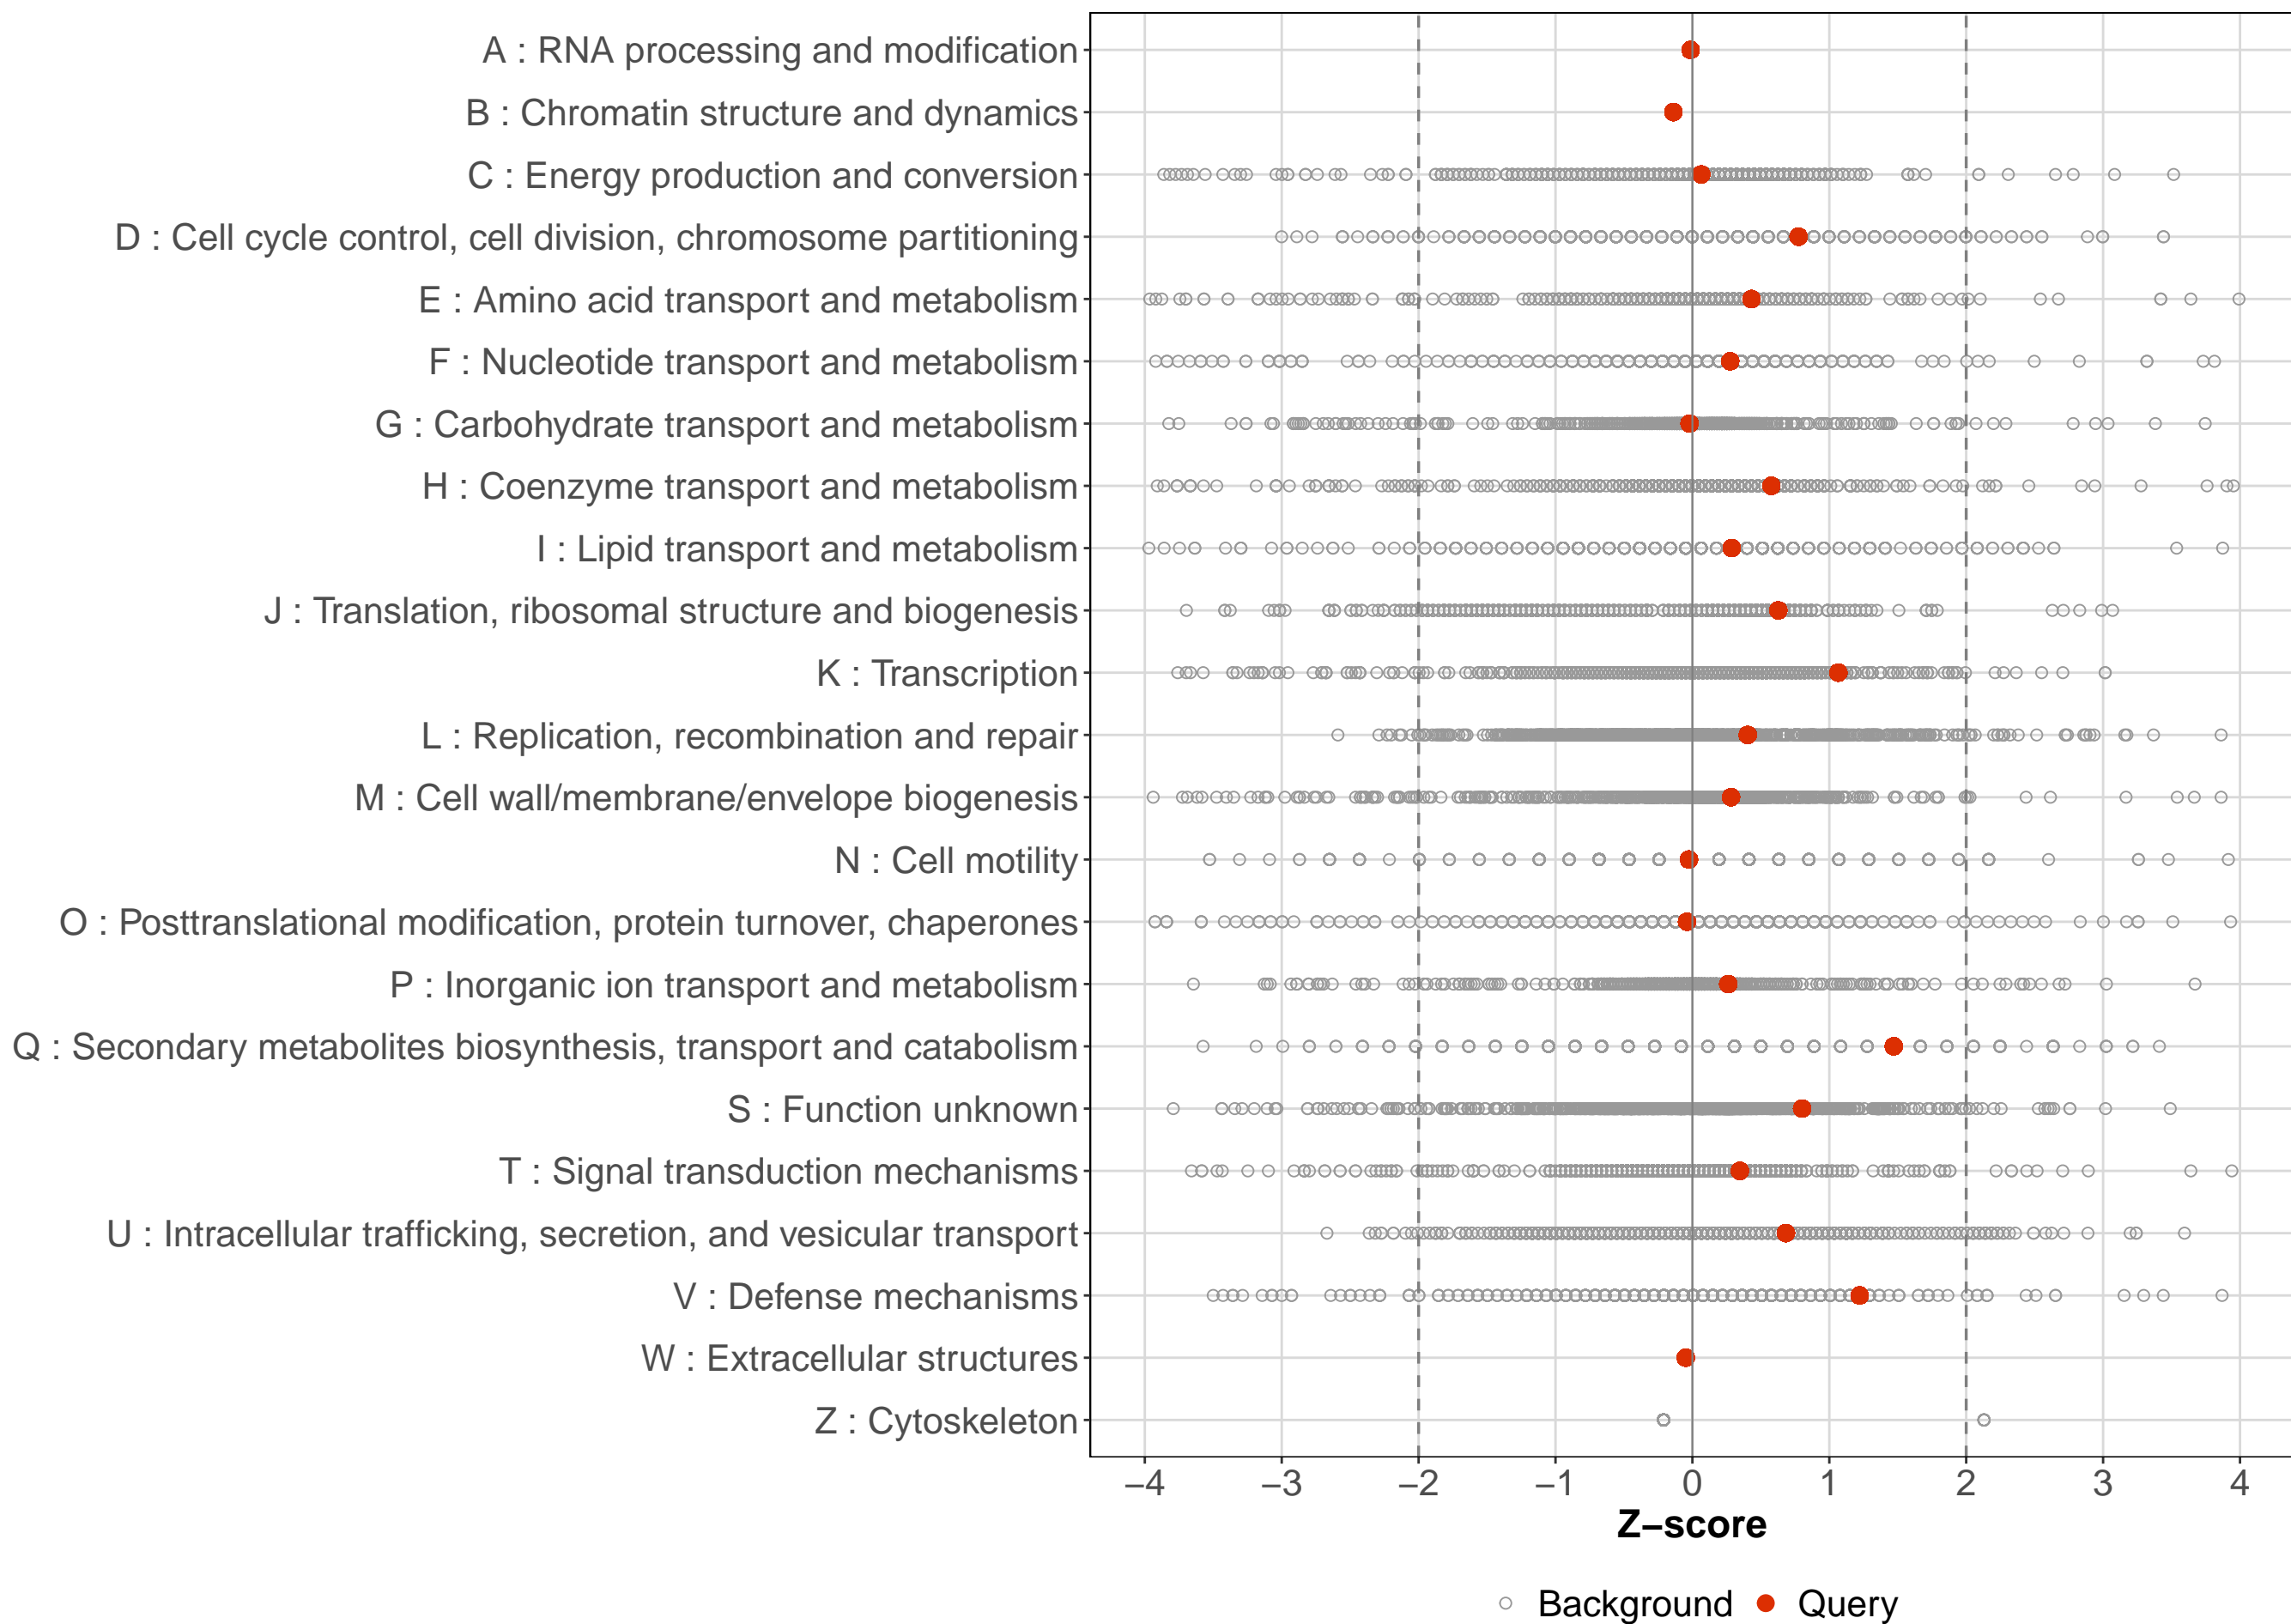 A : RNA processing and modification
B : Chromatin structure and dynamics
C : Energy production and conversion
D : Cell cycle control, cell division, chromosome partitioning
E : Amino acid transport and metabolism
F : Nucleotide transport and metabolism
G : Carbohydrate transport and metabolism
H : Coenzyme transport and metabolism
I : Lipid transport and metabolism
J : Translation, ribosomal structure and biogenesis
K : Transcription
L : Replication, recombination and repair
M : Cell wall/membrane/envelope biogenesis
N : Cell motility
O : Posttranslational modification, protein turnover, chaperones
P : Inorganic ion transport and metabolism
Q : Secondary metabolites biosynthesis, transport and catabolism
S : Function unknown
T : Signal transduction mechanisms
U : Intracellular trafficking, secretion, and vesicular transport
V : Defense mechanisms
W : Extracellular structures
Z : Cytoskeleton
−4 −3 −2 −1 0 1 2 3 4
Z−score
Background Query